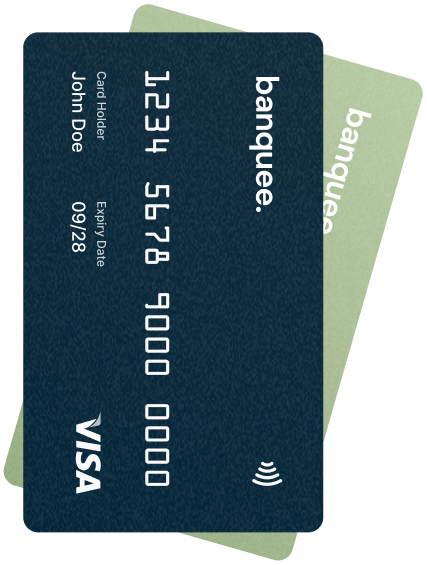 banquee.
1234 5678 9000 0000
Card Holder
John Doe
Expiry Date
09/28
VISA
banquee